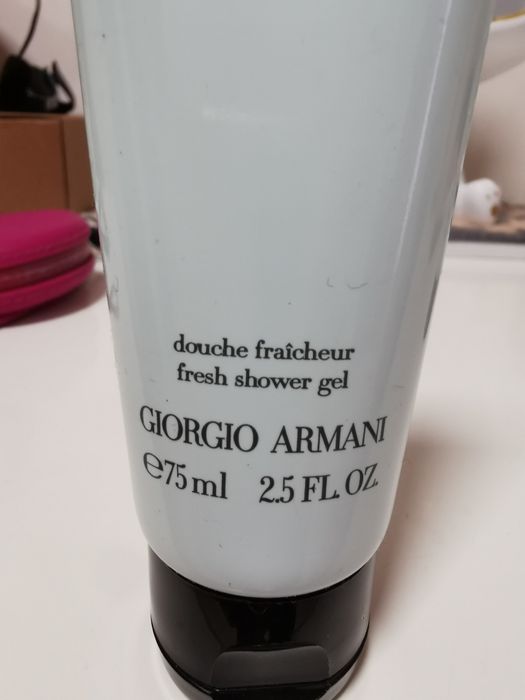 douche fraîcheur
fresh shower gel
GIORGIO ARMANI
℮75 ml 2.5 FL. OZ.